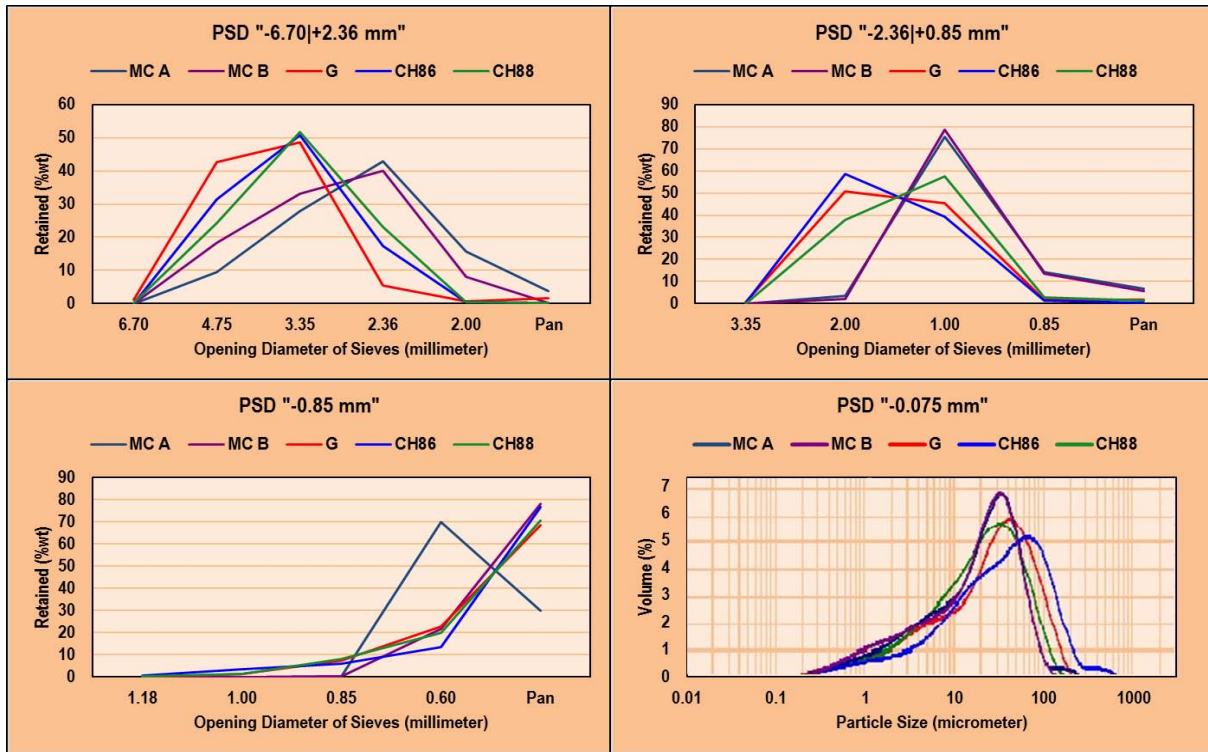 PSD "-6.70|+2.36 mm"
MC A MC B G CH86 CH88
60
50
40
30
20
10
0
Retained (%wt)
6.70 4.75 3.35 2.36 2.00 Pan
Opening Diameter of Sieves (millimeter)
PSD "-2.36|+0.85 mm"
MC A MC B G CH86 CH88
90
80
70
60
50
40
30
20
10
0
Retained (%wt)
3.35 2.00 1.00 0.85 Pan
Opening Diameter of Sieves (millimeter)
PSD "-0.85 mm"
MC A MC B G CH86 CH88
90
80
70
60
50
40
30
20
10
0
Retained (%wt)
1.18 1.00 0.85 0.60 Pan
Opening Diameter of Sieves (millimeter)
PSD "-0.075 mm"
MC A MC B G CH86 CH88
7
6
5
4
3
2
1
0
Volume (%)
0.01 0.1 1 10 100 1000
Particle Size (micrometer)